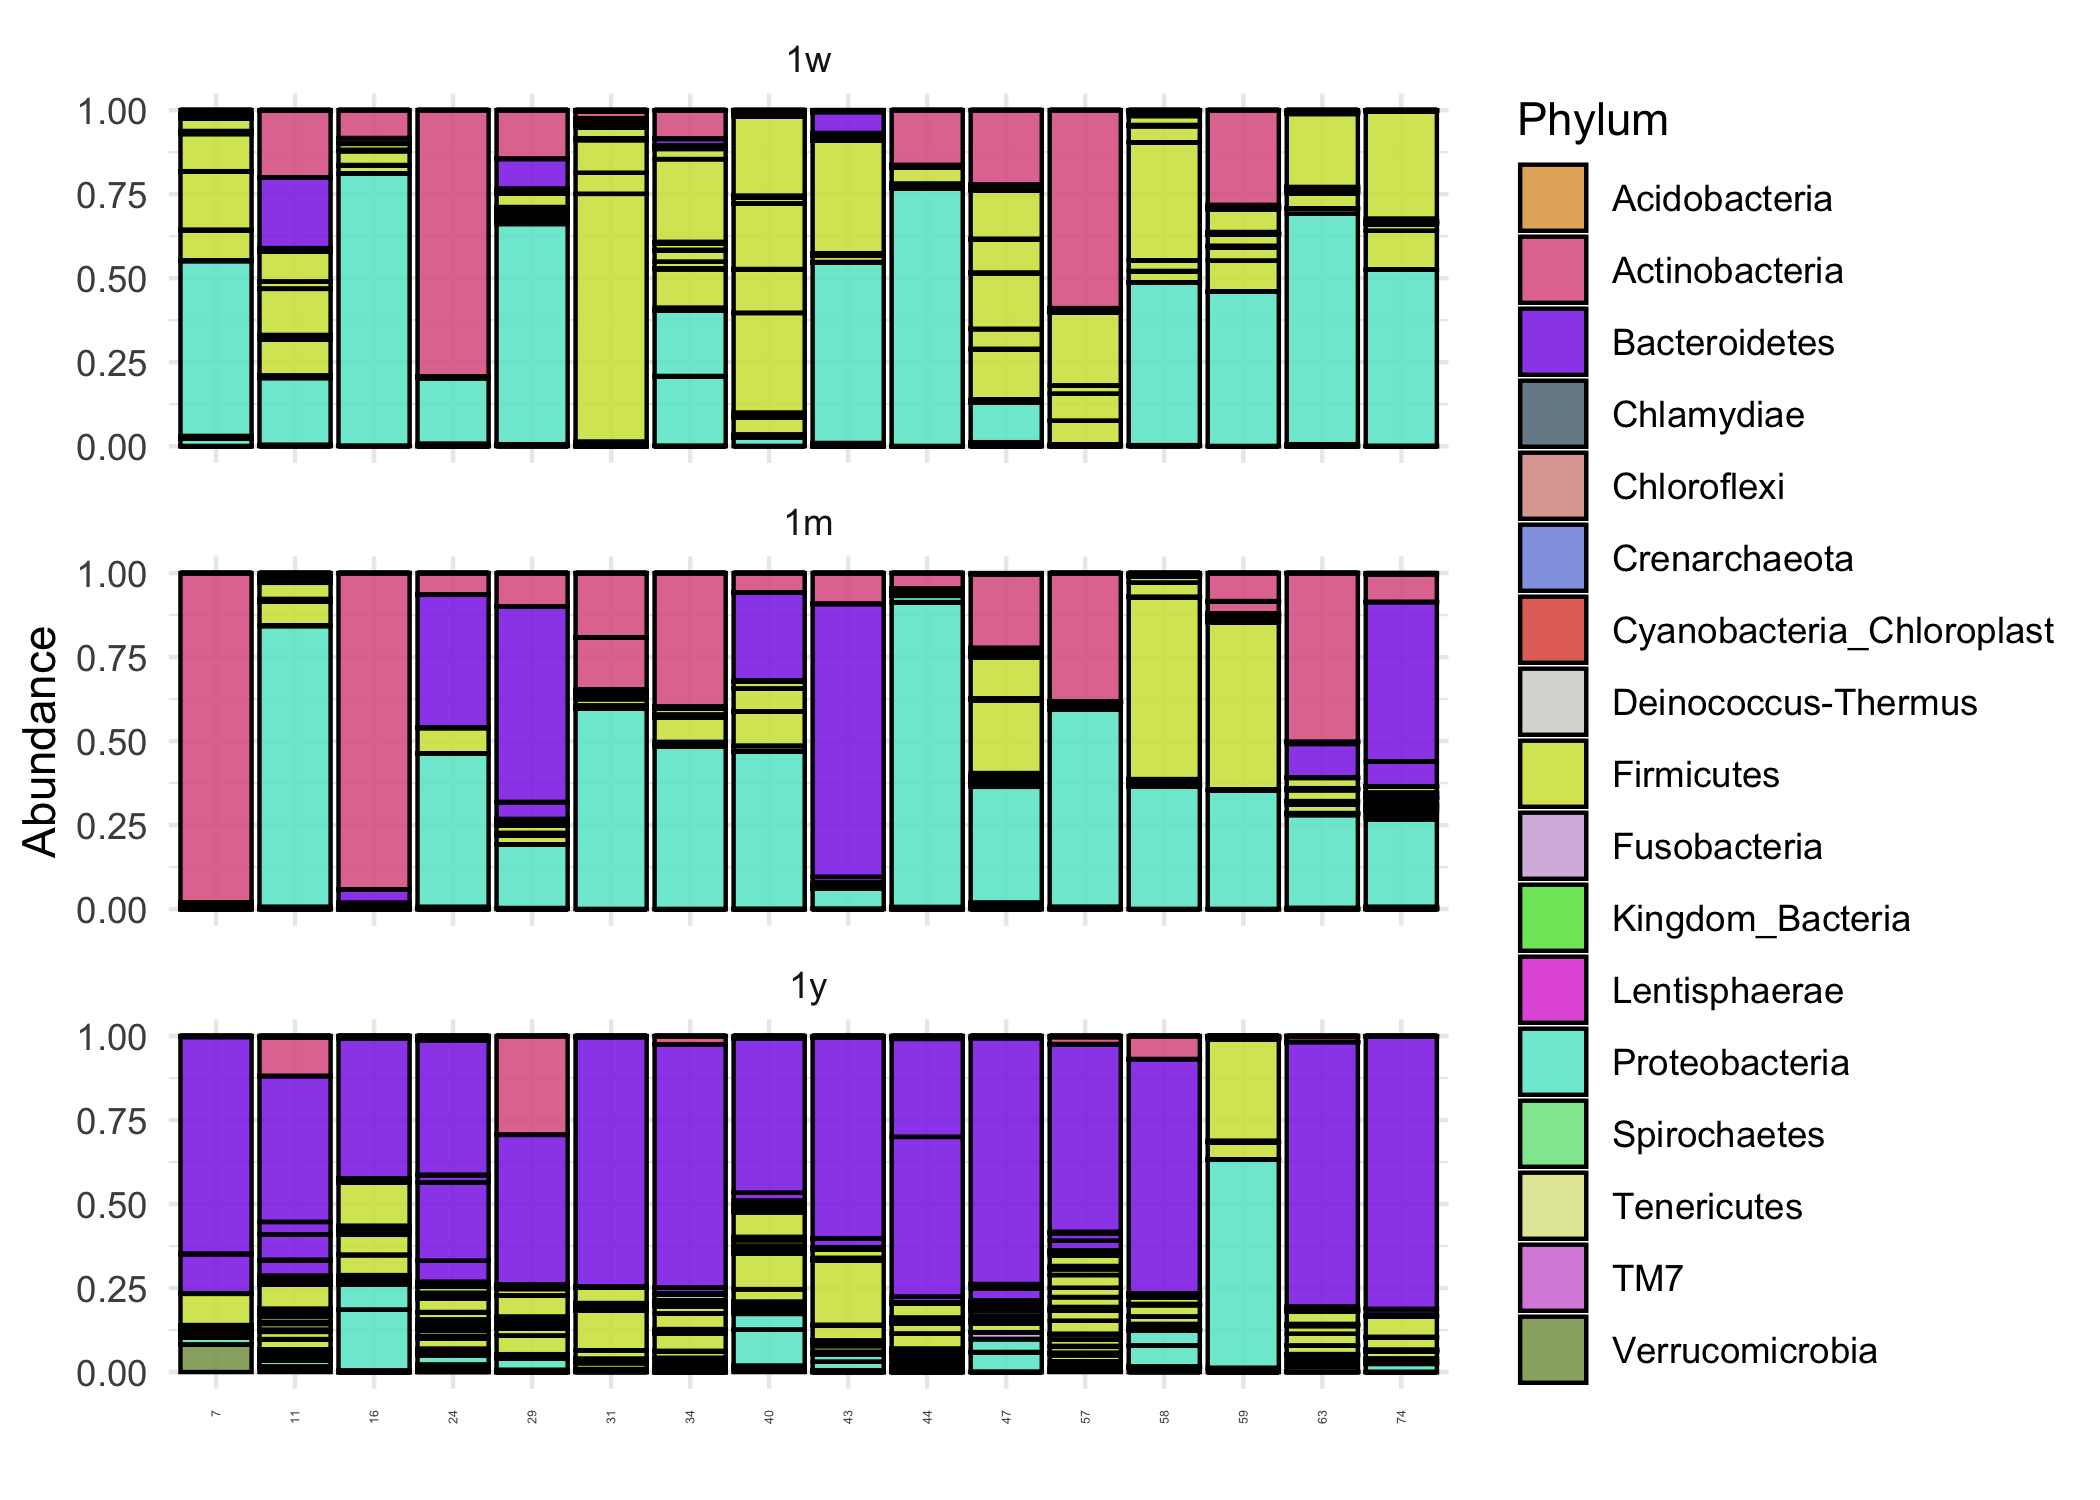 1w
1.00
0.75
0.50
0.25
0.00
1m
1.00
0.75
0.50
0.25
0.00
1y
1.00
0.75
0.50
0.25
0.00
Abundance
7 11 16 24 29 31 34 40 43 44 47 57 58 59 63 74
Phylum
Acidobacteria
Actinobacteria
Bacteroidetes
Chlamydiae
Chloroflexi
Crenarchaeota
Cyanobacteria_Chloroplast
Deinococcus-Thermus
Firmicutes
Fusobacteria
Kingdom_Bacteria
Lentisphaerae
Proteobacteria
Spirochaetes
Tenericutes
TM7
Verrucomicrobia